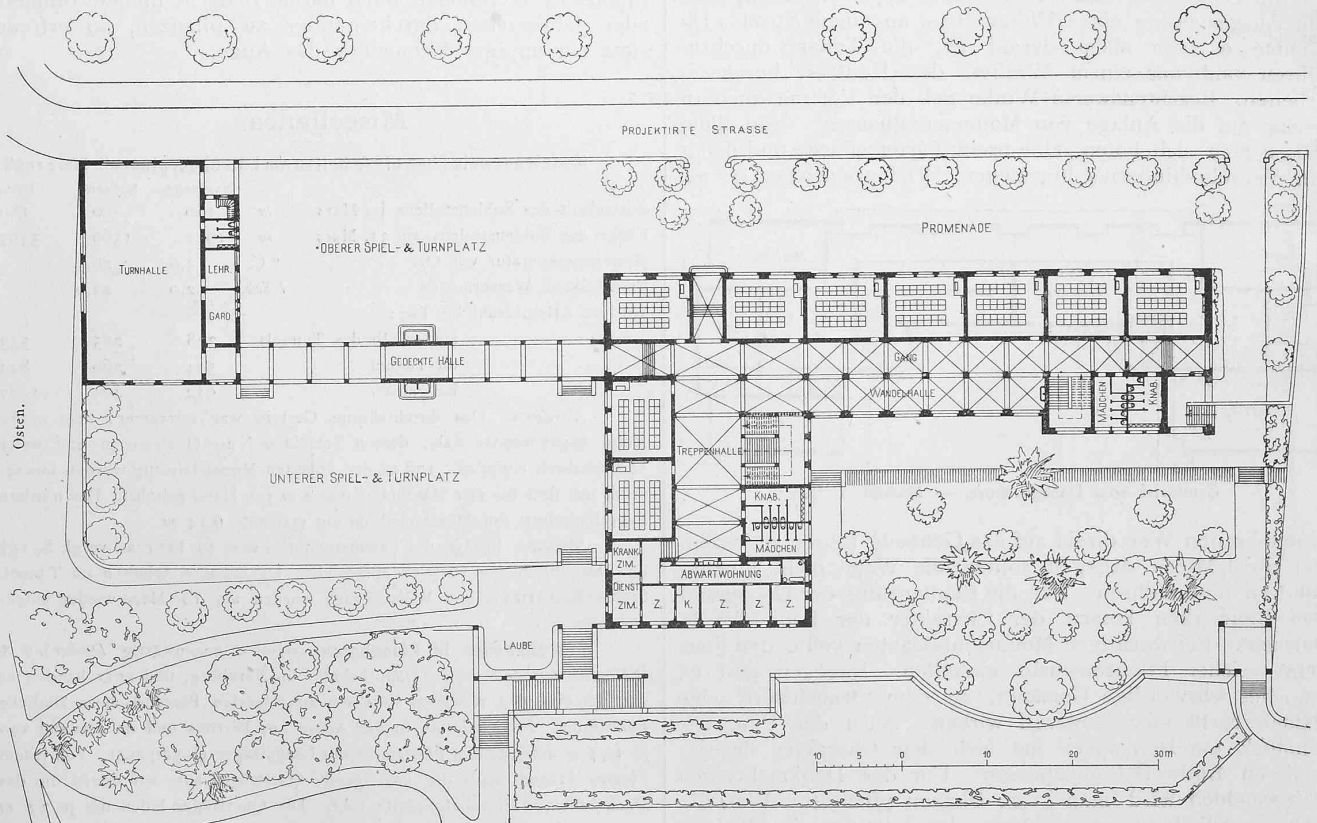 PROJEKTIRTE STRASSE
PROMENADE
OBERER SPIEL- & TURNPLATZ
TURNHALLE
LEHR.
GARD.
GEDECKTE HALLE
GANG
WANDELHALLE
MÄDCHEN
KNAB.
Osten.
TREPPENHALLE
UNTERER SPIEL- & TURNPLATZ
KNAB.
MÄDCHEN
KRANK.
ZIM.
ABWARTWOHNUNG
DIENST
ZIM.
Z.
K.
Z.
Z.
Z.
LAUBE
10 5 0 10 20 30m